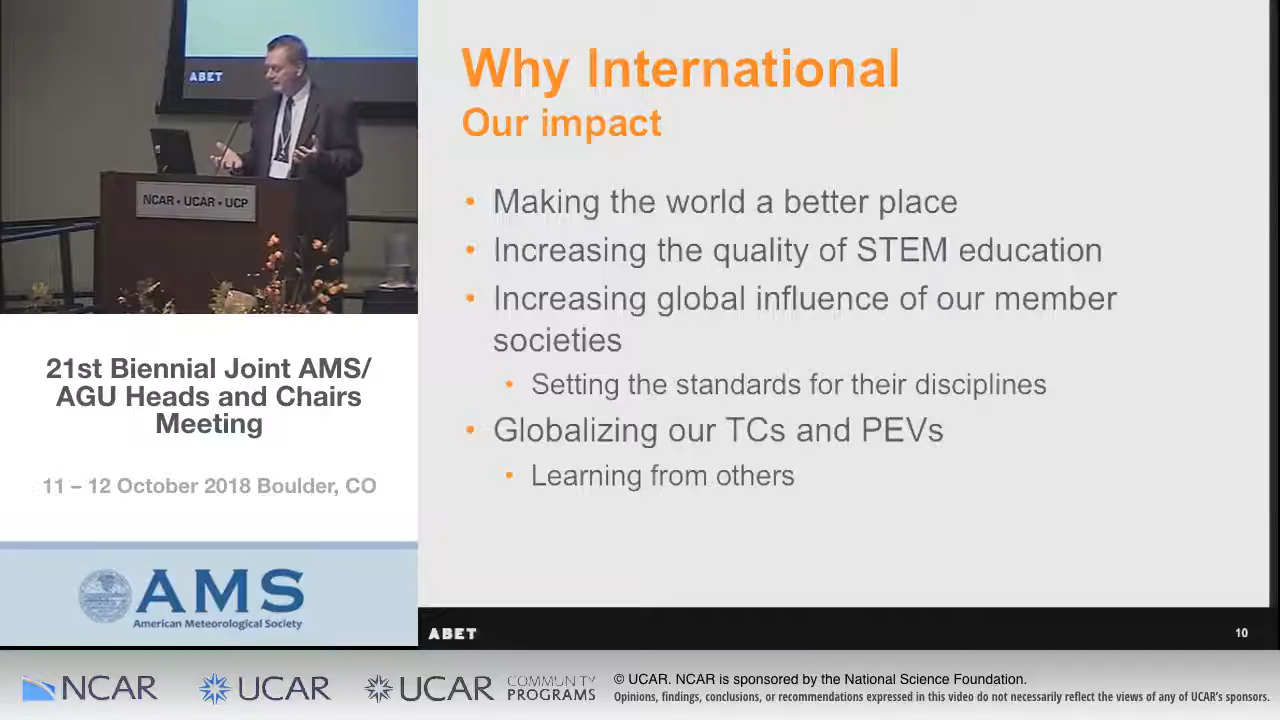 ABET
NCAR • UCAR • UCP
21st Biennial Joint AMS/
AGU Heads and Chairs
Meeting
11 – 12 October 2018 Boulder, CO
AMS
American Meteorological Society
Why International
Our impact
• Making the world a better place
• Increasing the quality of STEM education
• Increasing global influence of our member
societies
• Setting the standards for their disciplines
• Globalizing our TCs and PEVs
• Learning from others
ABET
10
NCAR
UCAR
UCAR
COMMUNITY
PROGRAMS
© UCAR. NCAR is sponsored by the National Science Foundation.
Opinions, findings, conclusions, or recommendations expressed in this video do not necessarily reflect the views of any of UCAR's sponsors.